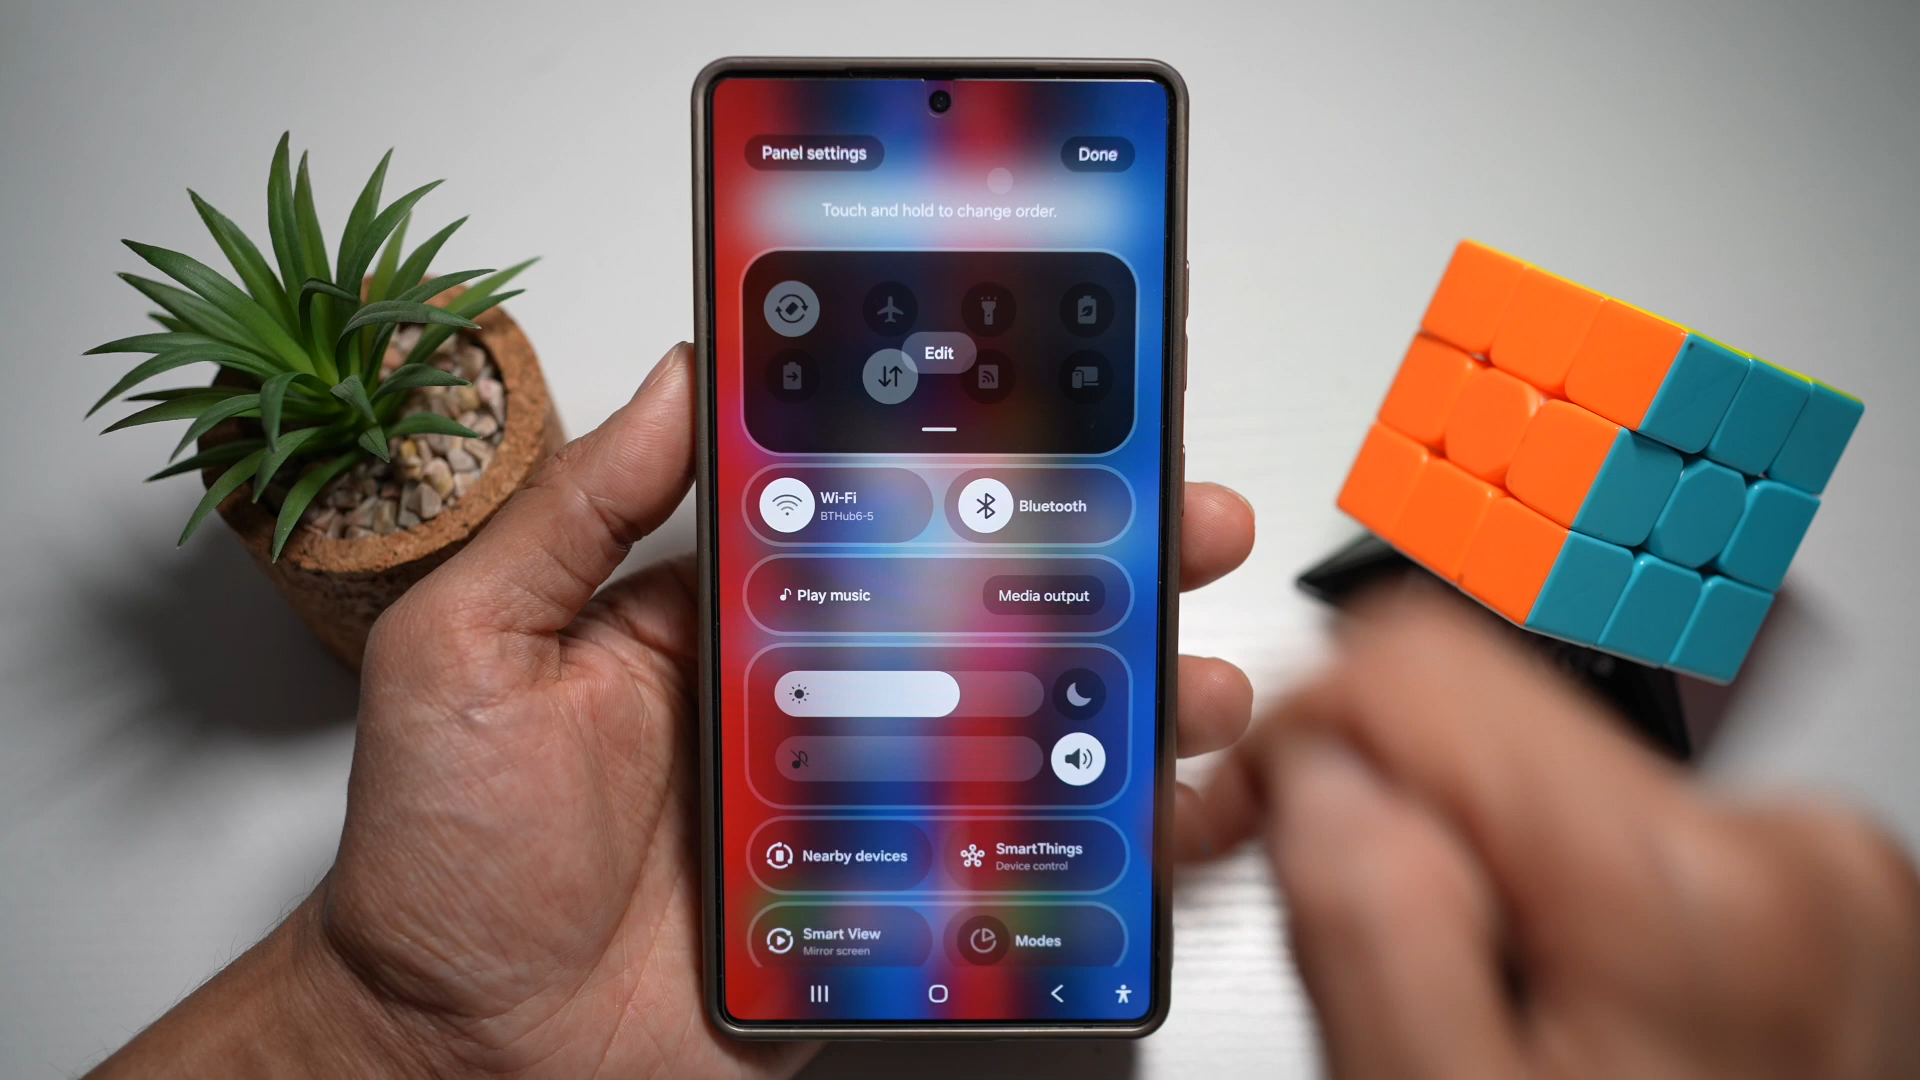 Panel settings
Done
Touch and hold to change order.
Edit
Wi-Fi
BTHub6-5
Bluetooth
Play music
Media output
Nearby devices
SmartThings
Device control
Smart View
Mirror screen
Modes